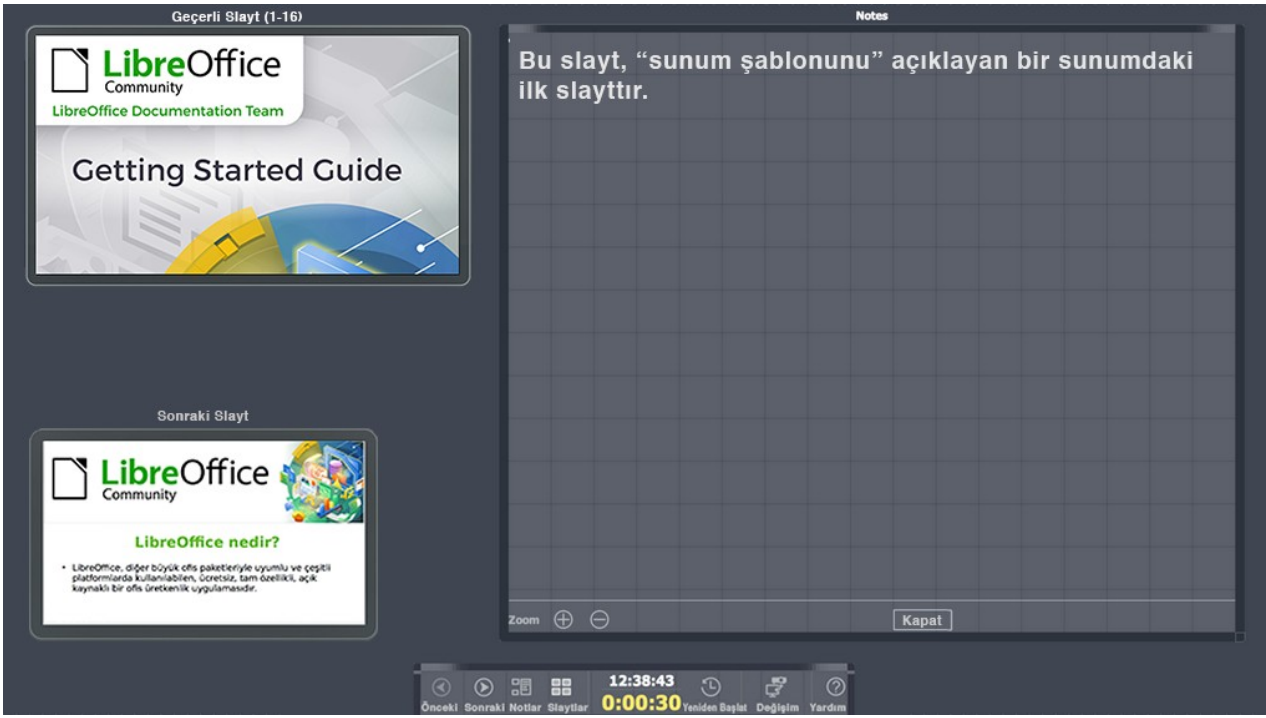 Geçerli Slayt (1-16)
LibreOffice
Community
LibreOffice Documentation Team
Getting Started Guide
Sonraki Slayt
LibreOffice
Community
LibreOffice nedir?
• LibreOffice, diğer büyük ofis paketleriyle uyumlu ve çeşitli
platformlarda kullanılabilen, ücretsiz, tam özellikli, açık
kaynaklı bir ofis üretkenlik uygulamasıdır.
Notes
Bu slayt, “sunum şablonunu” açıklayan bir sunumdaki
ilk slayttır.
Zoom
Kapat
12:38:43
0:00:30
Önceki Sonraki Notlar Slaytlar Yeniden Başlat Değişim Yardım